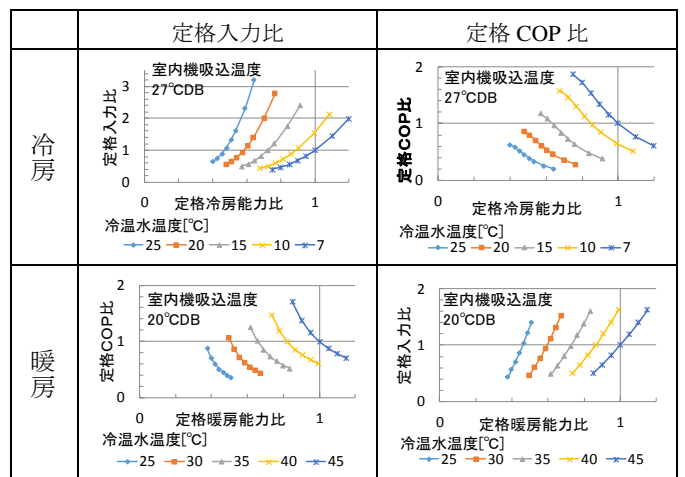 定格入力比
定格 COP 比
冷房
室内機吸込温度
27℃DB
定格入力比
3
2
1
0
0
1
定格冷房能力比
冷温水温度[℃]
25 20 15 10 7
室内機吸込温度
27℃DB
定格COP比
2
1
0
0
1
定格冷房能力比
冷温水温度[℃]
25 20 15 10 7
暖房
室内機吸込温度
20℃DB
定格COP比
2
1
0
0
1
定格暖房能力比
冷温水温度[℃]
25 30 35 40 45
室内機吸込温度
20℃DB
定格入力比
2
1
0
0
1
定格暖房能力比
冷温水温度[℃]
25 30 35 40 45